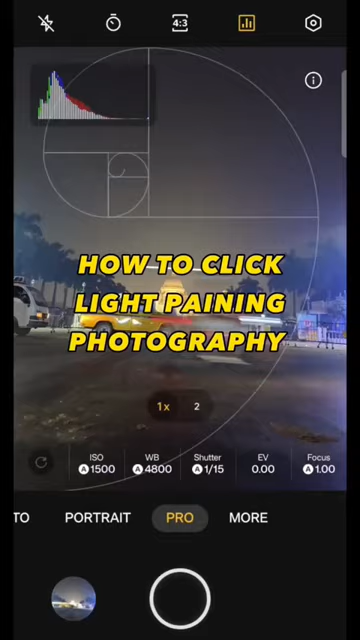 4:3
HOW TO CLICK
LIGHT PAINING
PHOTOGRAPHY
1x 2
ISO WB Shutter EV Focus
A 1500 A 4800 A 1/15 0.00 A 1.00
TO PORTRAIT PRO MORE